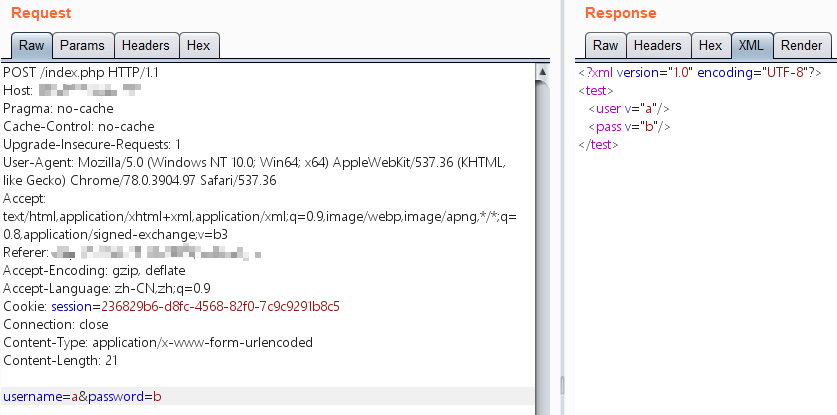 Request
Raw Params Headers Hex
POST /index.php HTTP/1.1
Host:
Pragma: no-cache
Cache-Control: no-cache
Upgrade-Insecure-Requests: 1
User-Agent: Mozilla/5.0 (Windows NT 10.0; Win64; x64) AppleWebKit/537.36 (KHTML,
like Gecko) Chrome/78.0.3904.97 Safari/537.36
Accept:
text/html,application/xhtml+xml,application/xml;q=0.9,image/webp,image/apng,*/*;q=
0.8,application/signed-exchange;v=b3
Referer:
Accept-Encoding: gzip, deflate
Accept-Language: zh-CN,zh;q=0.9
Cookie: session=236829b6-d8fc-4568-82f0-7c9c9291b8c5
Connection: close
Content-Type: application/x-www-form-urlencoded
Content-Length: 21
username=a&password=b
Response
Raw Headers Hex XML Render
<?xml version="1.0" encoding="UTF-8"?>
<test>
<user v="a"/>
<pass v="b"/>
</test>